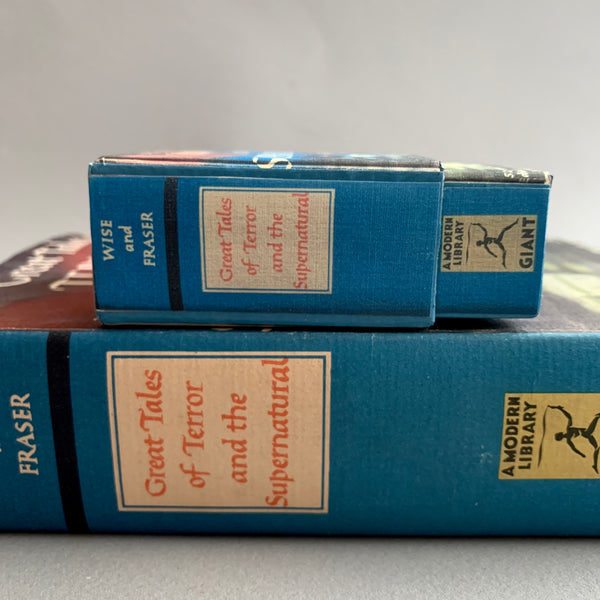 WISE
and
FRASER
Great Tales
of Terror
and the
Supernatural
A MODERN
LIBRARY
GIANT
FRASER
Great Tales
of Terror
and the
Supernatural
A MODERN
LIBRARY